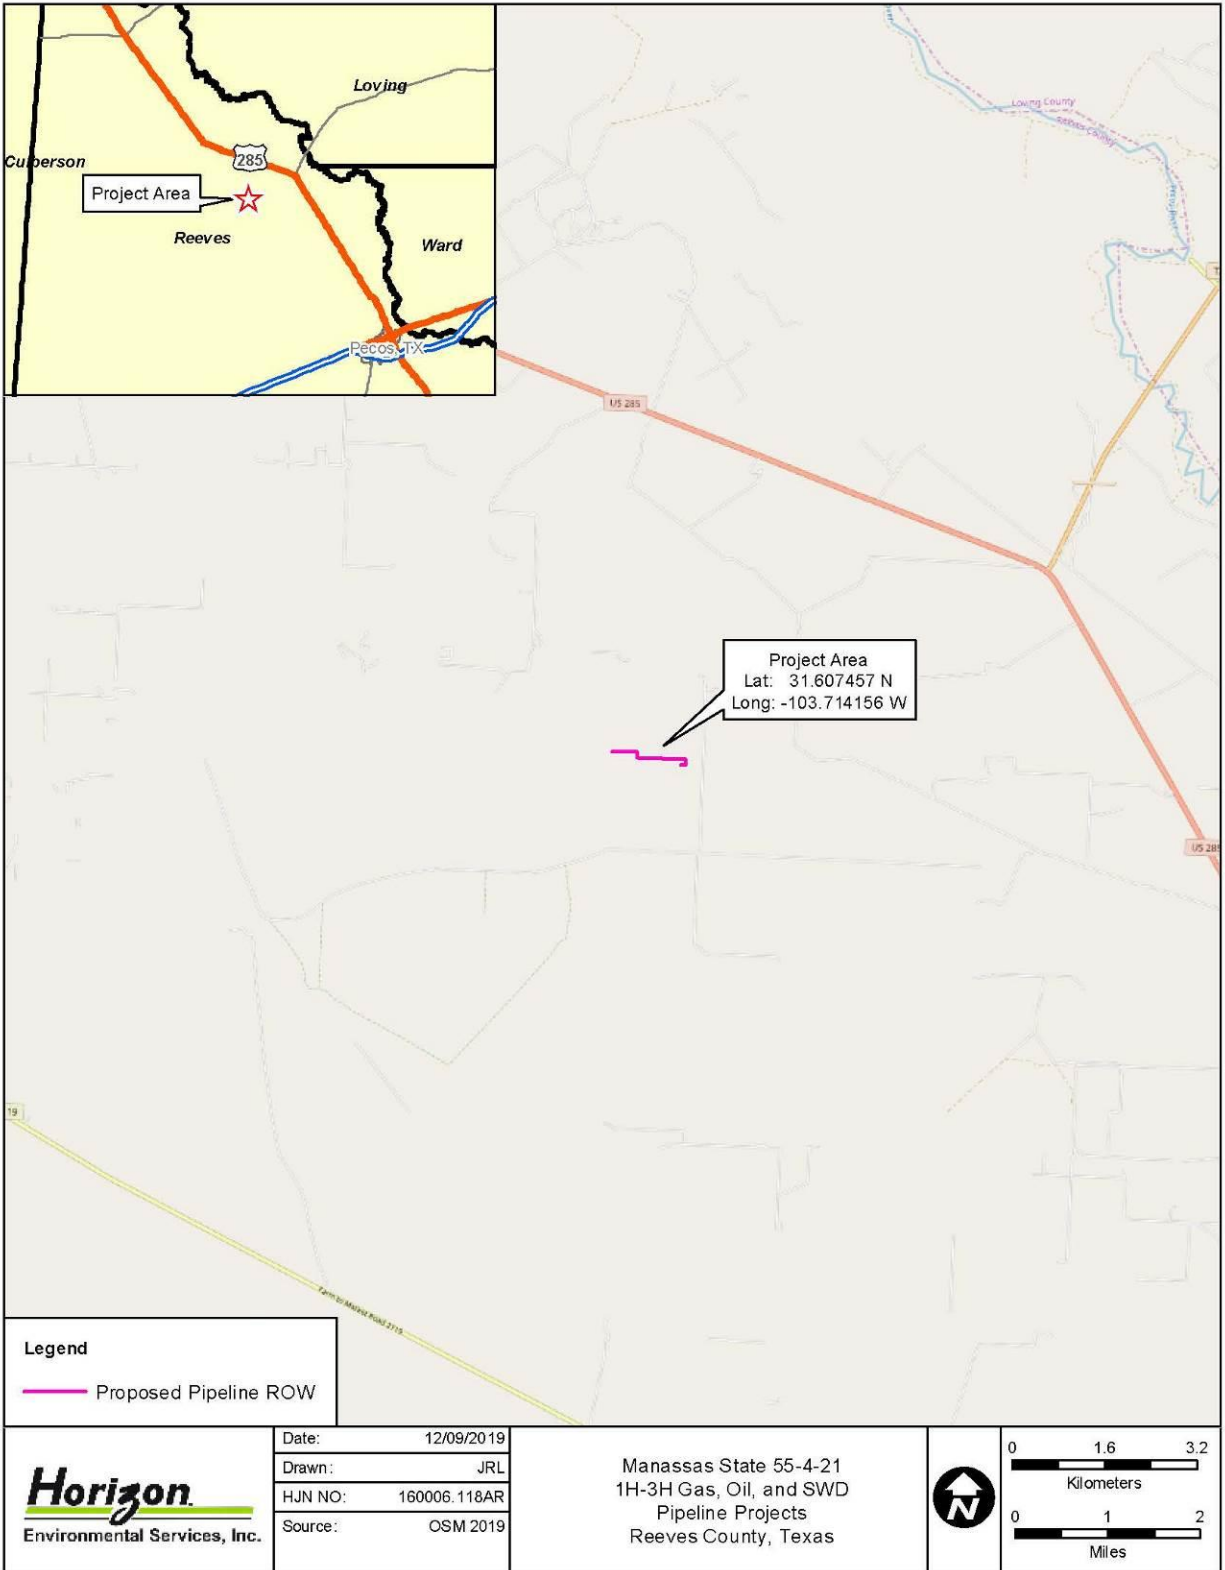 Loving
Culberson
285
Project Area
Reeves
Ward
Pecos, TX
Loving County
Reeves County
US 285
Project Area
Lat: 31.607457 N
Long: -103.714156 W
US 285
19
Farm to Market Road 2119
Legend
Proposed Pipeline ROW
Horizon
Environmental Services, Inc.
Date: 12/09/2019
Drawn: JRL
HJN NO: 160006.118AR
Source: OSM 2019
Manassas State 55-4-21
1H-3H Gas, Oil, and SWD
Pipeline Projects
Reeves County, Texas
N
0 1.6 3.2
Kilometers
0 1 2
Miles